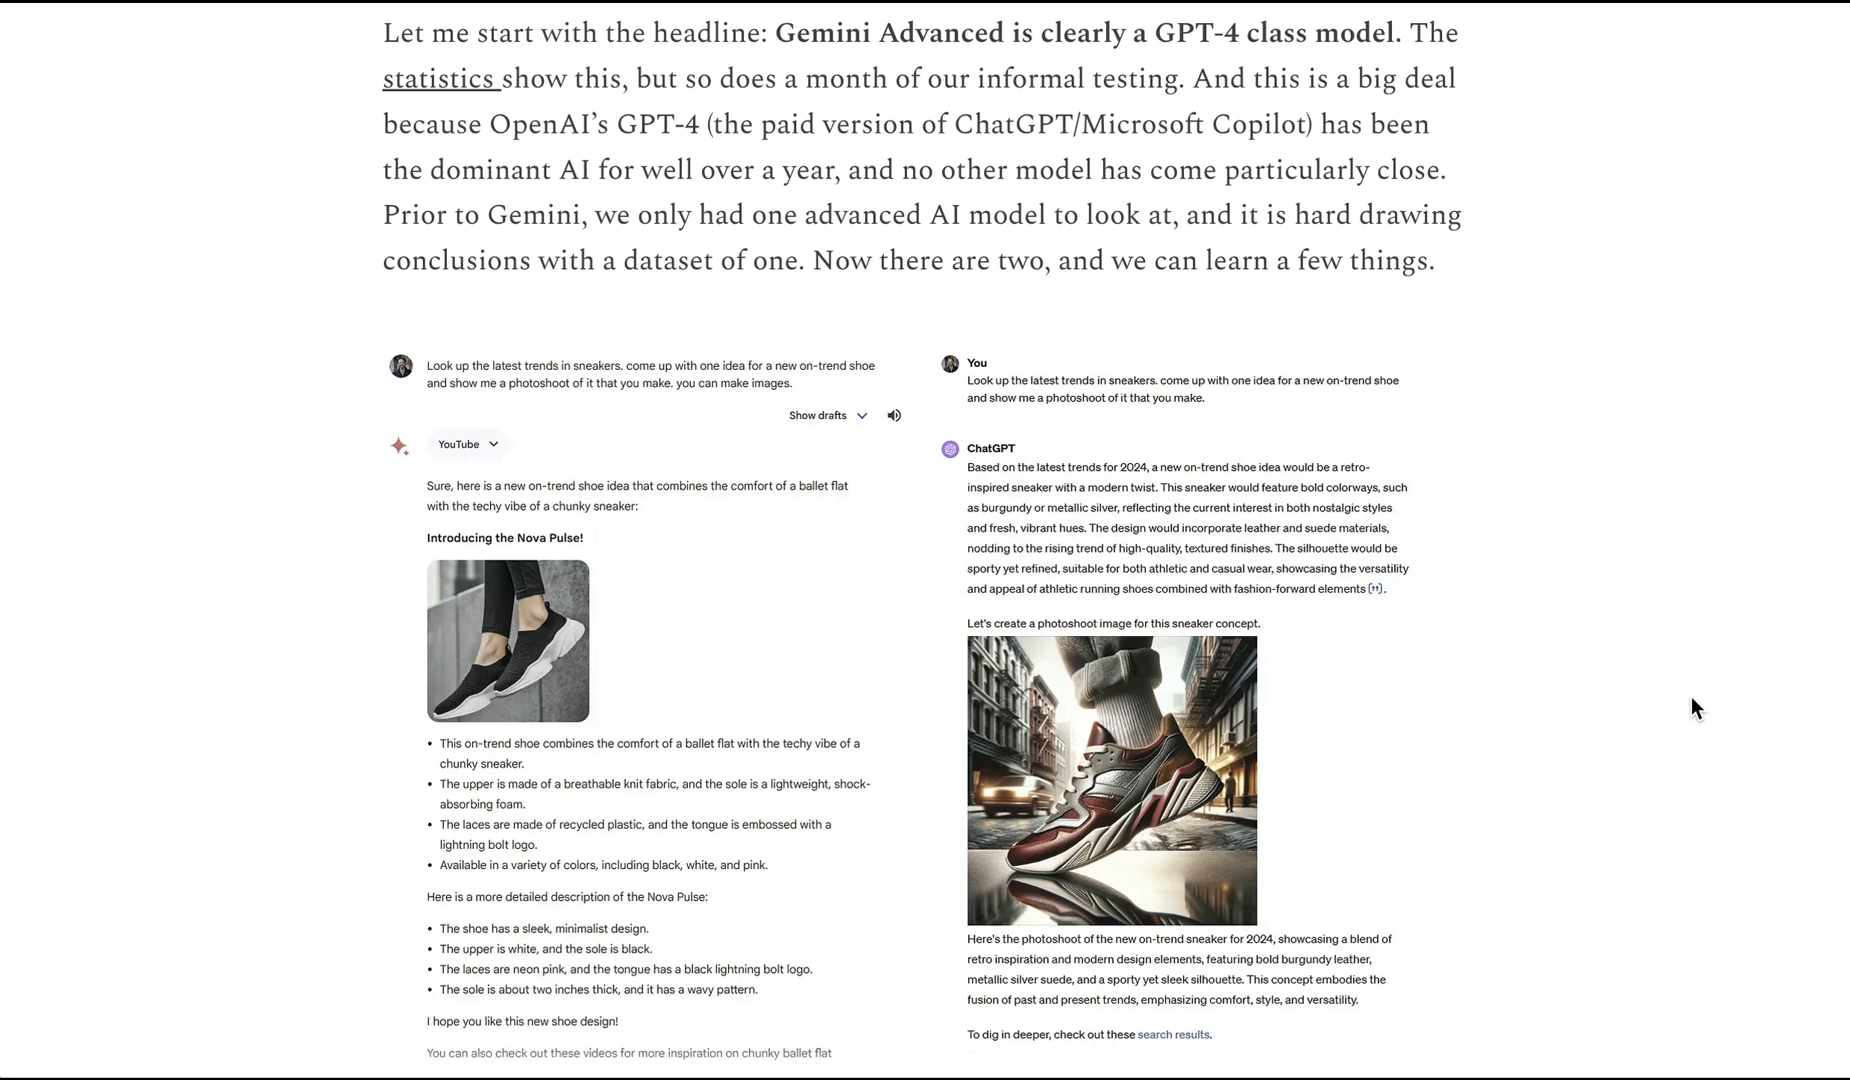 Let me start with the headline: Gemini Advanced is clearly a GPT-4 class model. The
statistics show this, but so does a month of our informal testing. And this is a big deal
because OpenAI’s GPT-4 (the paid version of ChatGPT/Microsoft Copilot) has been
the dominant AI for well over a year, and no other model has come particularly close.
Prior to Gemini, we only had one advanced AI model to look at, and it is hard drawing
conclusions with a dataset of one. Now there are two, and we can learn a few things.
Look up the latest trends in sneakers. come up with one idea for a new on-trend shoe
and show me a photoshoot of it that you make. you can make images.
Show drafts
YouTube
Sure, here is a new on-trend shoe idea that combines the comfort of a ballet flat
with the techy vibe of a chunky sneaker:
Introducing the Nova Pulse!
• This on-trend shoe combines the comfort of a ballet flat with the techy vibe of a
chunky sneaker.
• The upper is made of a breathable knit fabric, and the sole is a lightweight, shock-
absorbing foam.
• The laces are made of recycled plastic, and the tongue is embossed with a
lightning bolt logo.
• Available in a variety of colors, including black, white, and pink.
Here is a more detailed description of the Nova Pulse:
• The shoe has a sleek, minimalist design.
• The upper is white, and the sole is black.
• The laces are neon pink, and the tongue has a black lightning bolt logo.
• The sole is about two inches thick, and it has a wavy pattern.
I hope you like this new shoe design!
You can also check out these videos for more inspiration on chunky ballet flat
You
Look up the latest trends in sneakers. come up with one idea for a new on-trend shoe
and show me a photoshoot of it that you make.
ChatGPT
Based on the latest trends for 2024, a new on-trend shoe idea would be a retro-
inspired sneaker with a modern twist. This sneaker would feature bold colorways, such
as burgundy or metallic silver, reflecting the current interest in both nostalgic styles
and fresh, vibrant hues. The design would incorporate leather and suede materials,
nodding to the rising trend of high-quality, textured finishes. The silhouette would be
sporty yet refined, suitable for both athletic and casual wear, showcasing the versatility
and appeal of athletic running shoes combined with fashion-forward elements ["].
Let's create a photoshoot image for this sneaker concept.
Here's the photoshoot of the new on-trend sneaker for 2024, showcasing a blend of
retro inspiration and modern design elements, featuring bold burgundy leather,
metallic silver suede, and a sporty yet sleek silhouette. This concept embodies the
fusion of past and present trends, emphasizing comfort, style, and versatility.
To dig in deeper, check out these search results.